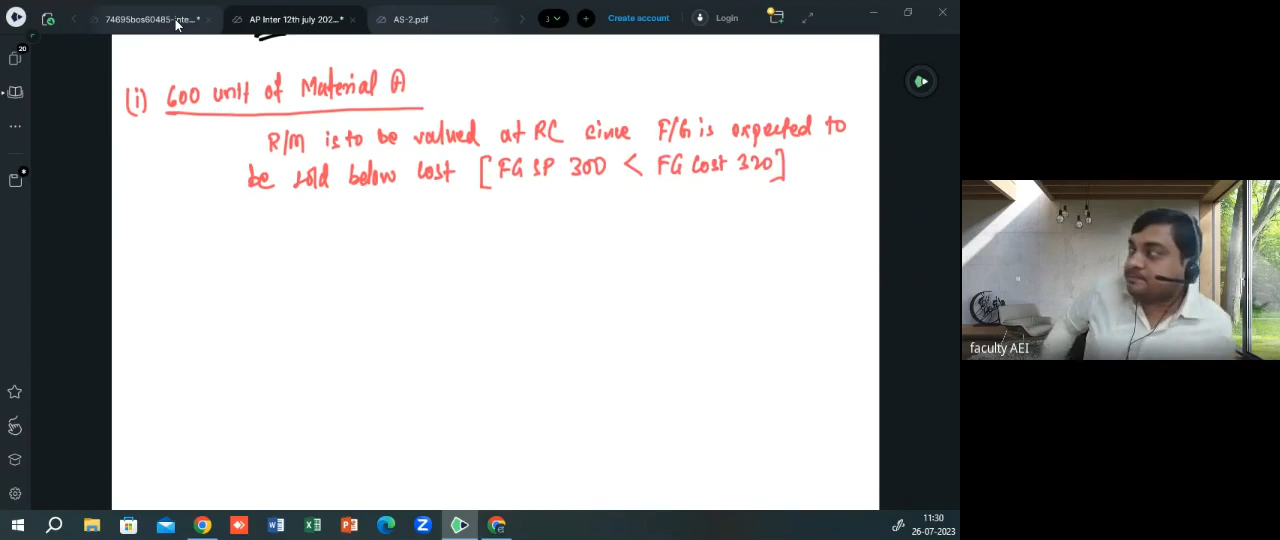 74695bos60485-inte...*
AP Inter 12th july 202...*
AS-2.pdf
3
Create account
Login
20
(i) 600 unit of Material A
R/M is to be valued at RC since F/G is expected to
be sold below cost [FG SP 300 < FG Cost 320]
faculty AEI
11:30
26-07-2023